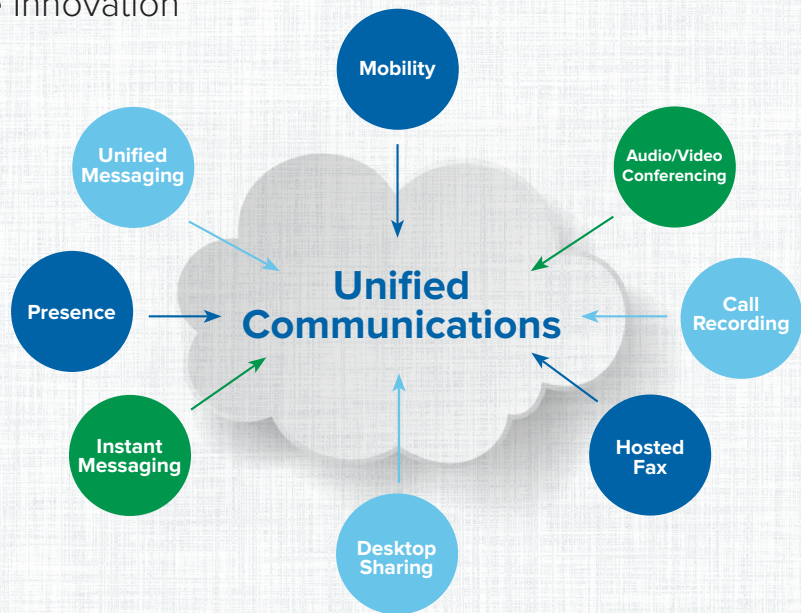 Innovation
Mobility
Unified
Messaging
Audio/Video
Conferencing
Presence
Unified
Communications
Call
Recording
Instant
Messaging
Hosted
Fax
Desktop
Sharing